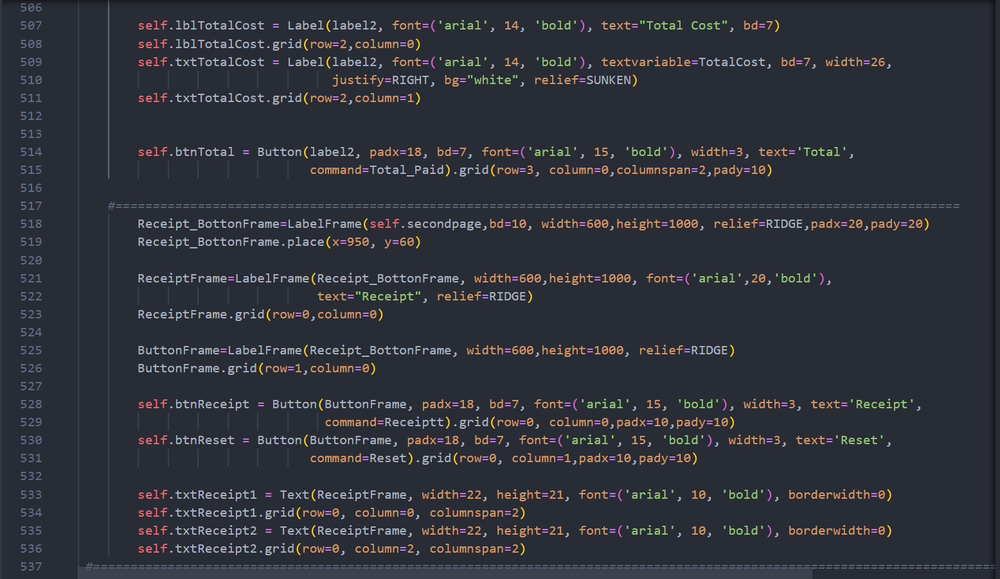 506
507 self.lblTotalCost = Label(label2, font=('arial', 14, 'bold'), text="Total Cost", bd=7)
508 self.lblTotalCost.grid(row=2,column=0)
509 self.txtTotalCost = Label(label2, font=('arial', 14, 'bold'), textvariable=TotalCost, bd=7, width=26,
510 justify=RIGHT, bg="white", relief=SUNKEN)
511 self.txtTotalCost.grid(row=2,column=1)
512
513
514 self.btnTotal = Button(label2, padx=18, bd=7, font=('arial', 15, 'bold'), width=3, text='Total',
515 command=Total_Paid).grid(row=3, column=0,columnspan=2,pady=10)
516
517 #=================================================================================================================
518 Receipt_BottonFrame=LabelFrame(self.secondpage,bd=10, width=600,height=1000, relief=RIDGE,padx=20,pady=20)
519 Receipt_BottonFrame.place(x=950, y=60)
520
521 ReceiptFrame=LabelFrame(Receipt_BottonFrame, width=600,height=1000, font=('arial',20,'bold'),
522 text="Receipt", relief=RIDGE)
523 ReceiptFrame.grid(row=0,column=0)
524
525 ButtonFrame=LabelFrame(Receipt_BottonFrame, width=600,height=1000, relief=RIDGE)
526 ButtonFrame.grid(row=1,column=0)
527
528 self.btnReceipt = Button(ButtonFrame, padx=18, bd=7, font=('arial', 15, 'bold'), width=3, text='Receipt',
529 command=Receiptt).grid(row=0, column=0,padx=10,pady=10)
530 self.btnReset = Button(ButtonFrame, padx=18, bd=7, font=('arial', 15, 'bold'), width=3, text='Reset',
531 command=Reset).grid(row=0, column=1,padx=10,pady=10)
532
533 self.txtReceipt1 = Text(ReceiptFrame, width=22, height=21, font=('arial', 10, 'bold'), borderwidth=0)
534 self.txtReceipt1.grid(row=0, column=0, columnspan=2)
535 self.txtReceipt2 = Text(ReceiptFrame, width=22, height=21, font=('arial', 10, 'bold'), borderwidth=0)
536 self.txtReceipt2.grid(row=0, column=2, columnspan=2)
537 #=========================================================================================================================